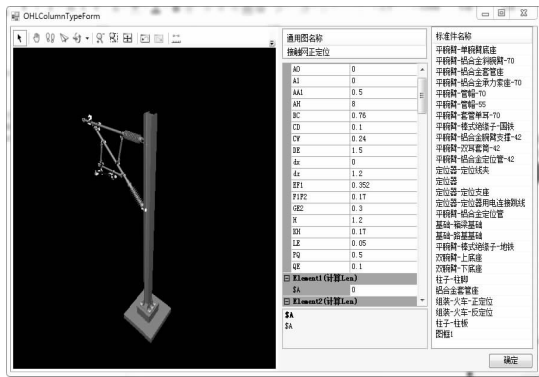 OHLColumnTypeForm
通用图名称
接触网正定位
AO 0
AI 0
AA1 0.5
AH 8
BC 0.76
CD 0.1
CW 0.24
DE 1.5
dx 0
dz 1.2
EF1 0.352
F1F2 0.17
GE2 0.3
H 1.2
KH 0.17
LE 0.05
PQ 0.5
QK 0.1
Element1(计算Len)
$A 0
Element2(计算Len)
$A
$A
标准件名称
平腕臂-单腕臂底座
平腕臂-铝合金斜腕臂-70
平腕臂-铝合金套管座
平腕臂-铝合金承力索座-70
平腕臂-管帽-70
平腕臂-管帽-55
平腕臂-套管单耳-70
平腕臂-棒式绝缘子-国铁
平腕臂-铝合金腕臂支撑-42
平腕臂-双耳套筒-42
平腕臂-铝合金定位管-42
定位器-定位线夹
定位器
定位器-定位支座
定位器-定位器用电连接跳线
平腕臂-铝合金定位管
基础-箱梁基础
基础-路基基础
平腕臂-棒式绝缘子-地铁
双腕臂-上底座
双腕臂-下底座
柱子-柱脚
铝合金套管座
组装-火车-正定位
组装-火车-反定位
柱子-柱板
图框1
确定